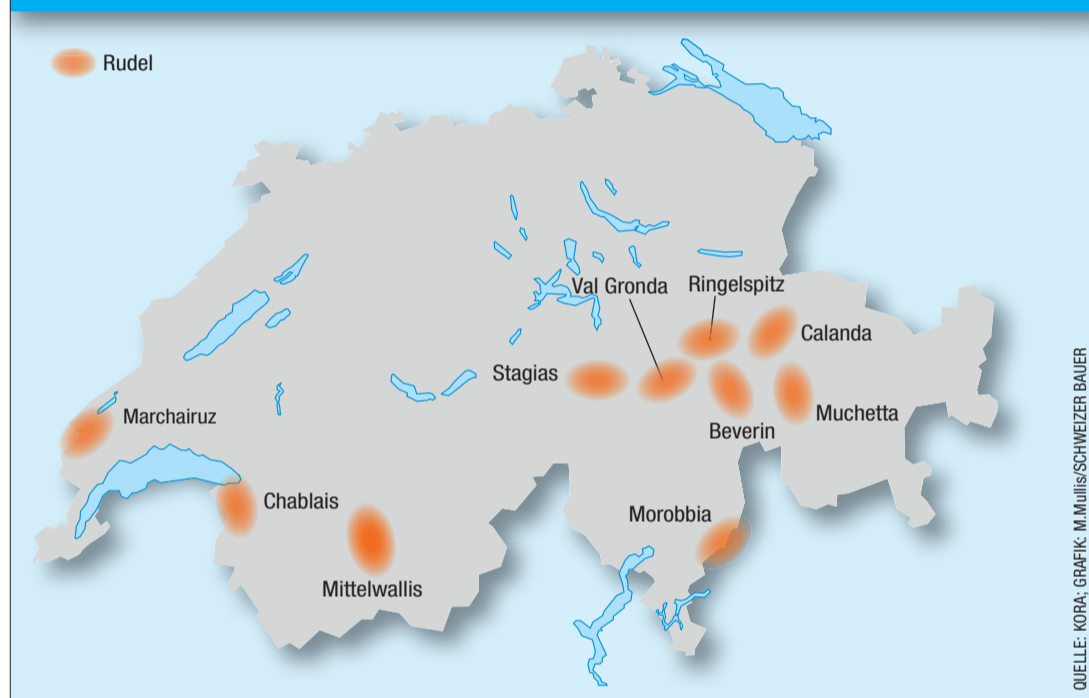 Rudel
Val Gronda
Ringelspitz
Calanda
Stagias
Muchetta
Beverin
Marchairuz
Chablais
Morobbia
Mittelwallis
QUELLE: KORA; GRAFIK: M.Mullis/SCHWEIZER BAUER